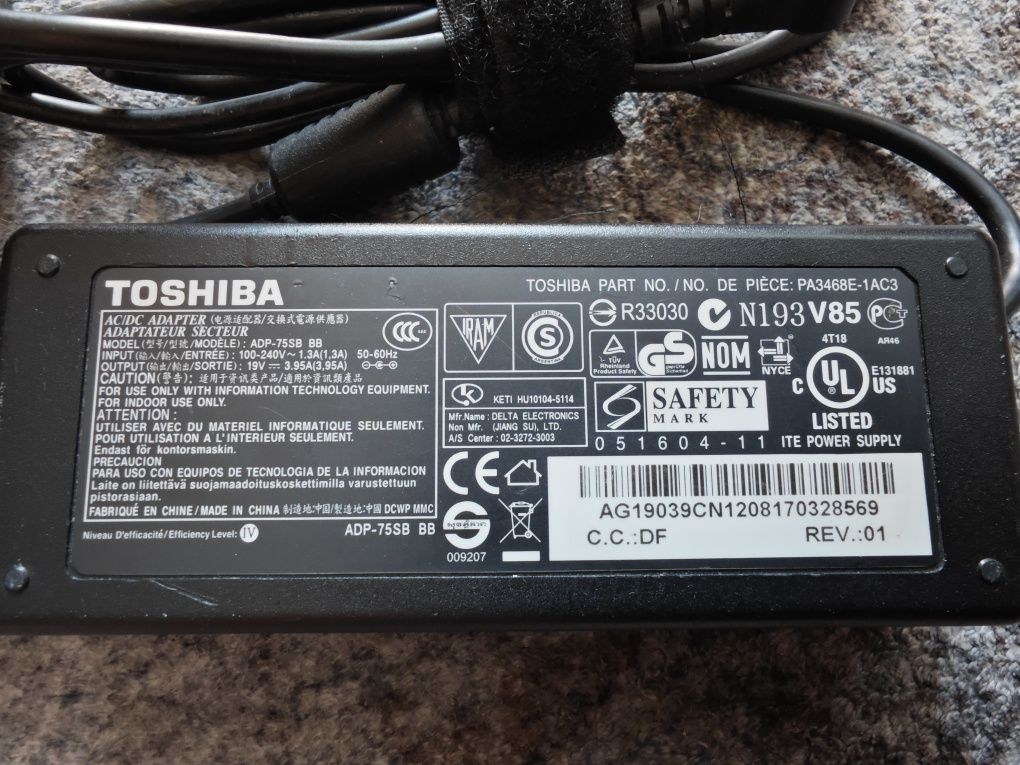 TOSHIBA
TOSHIBA PART NO. / NO. DE PIÈCE: PA3468E-1AC3
AC/DC ADAPTER (电源适配器/交換式電源供應器)
ADAPTATEUR SECTEUR
MODEL (型号/型號/MODÈLE) : ADP-75SB BB
INPUT (输入/輸入/ENTRÉE) : 100-240V~ 1.3A(1,3A) 50-60Hz
OUTPUT (输出/輸出/SORTIE) : 19V⎓ 3.95A(3,95A)
CAUTION (警告) : 适用于资讯类产品/適用於資訊類產品
FOR USE ONLY WITH INFORMATION TECHNOLOGY EQUIPMENT.
FOR INDOOR USE ONLY.
ATTENTION :
UTILISER AVEC DU MATERIEL INFORMATIQUE SEULEMENT.
POUR UTILISATION A L'INTERIEUR SEULEMENT.
Endast för kontorsmaskin.
PRECAUCION
PARA USO CON EQUIPOS DE TECNOLOGIA DE LA INFORMACION
Laite on liitettävä suojamaadoituskoskettimilla varustettuun
pistorasiaan.
FABRIQUÉ EN CHINE/MADE IN CHINA 制造地:中国/製造地:中國 DCWP MMC
Niveau D'efficacité/Efficiency Level: IV
ADP-75SB BB
CCC
IRAM
S
R33030
N193
V85
PCT
4T18
AЯ46
TÜV
Rheinland
Product Safety
GS
geprüfte
Sicherheit
NOM
NYCE
C UL US
E131881
LISTED
ITE POWER SUPPLY
KETI HU10104-5114
Mfr.Name : DELTA ELECTRONICS
Non Mfr. (JIANG SU), LTD.
A/S Center : 02-3272-3003
S
SAFETY
MARK
051604-11
CE
009207
AG19039CN1208170328569
C.C.:DF
REV.:01